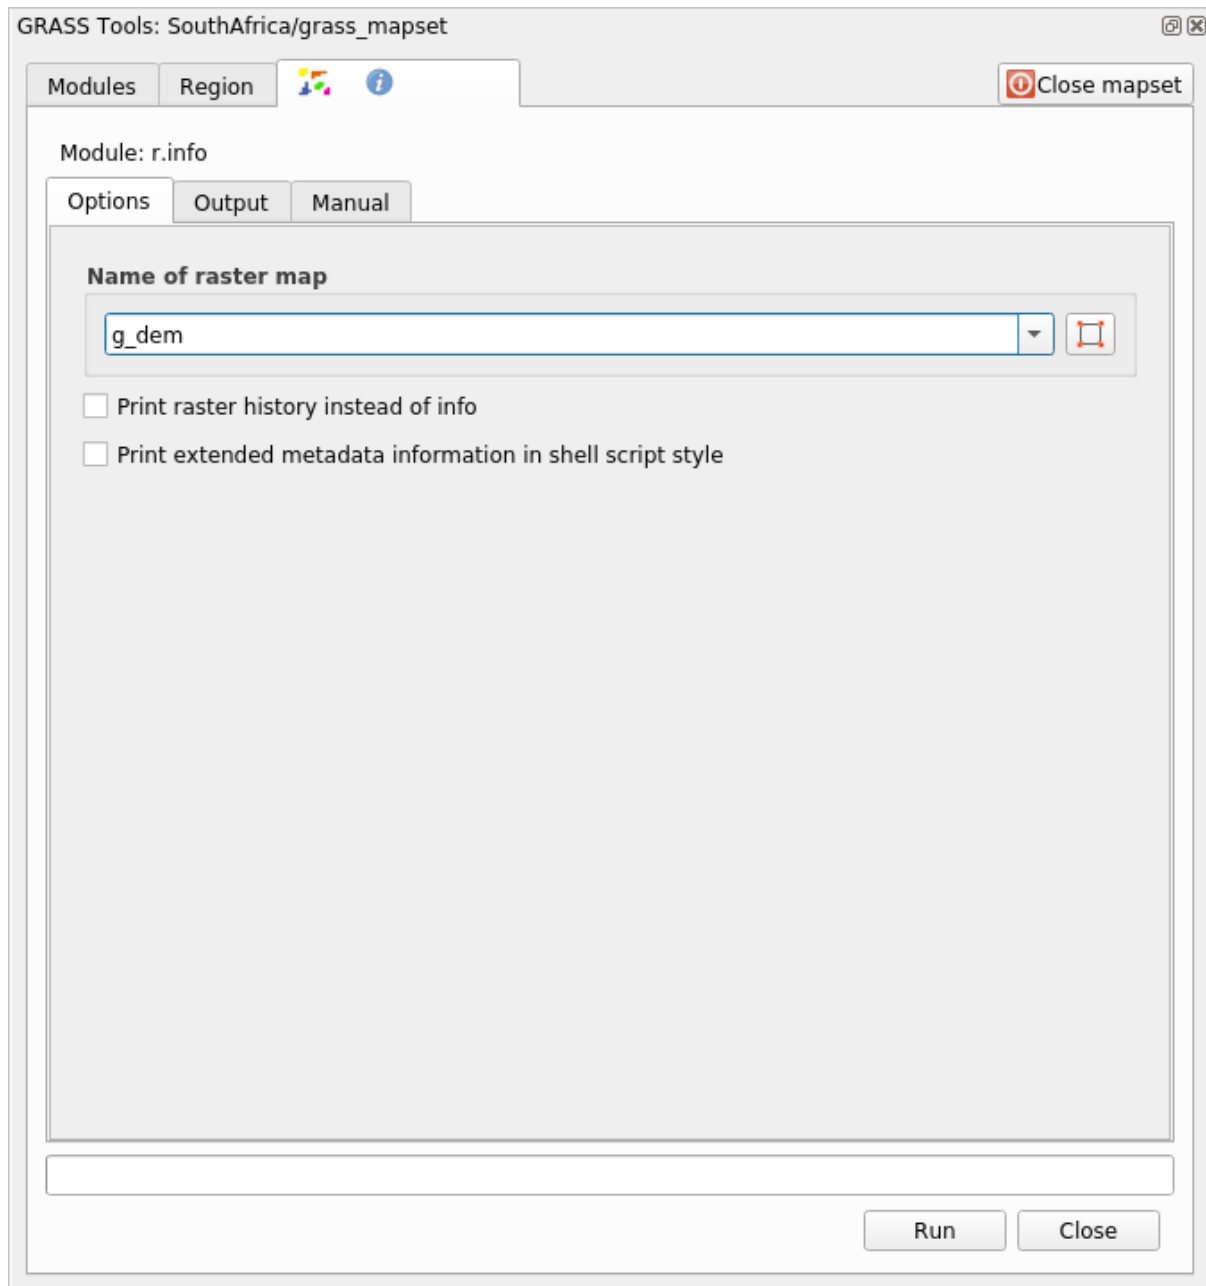 GRASS Tools: SouthAfrica/grass_mapset
Modules Region Close mapset
Module: r.info
Options Output Manual
Name of raster map
g_dem
Print raster history instead of info
Print extended metadata information in shell script style
Run Close